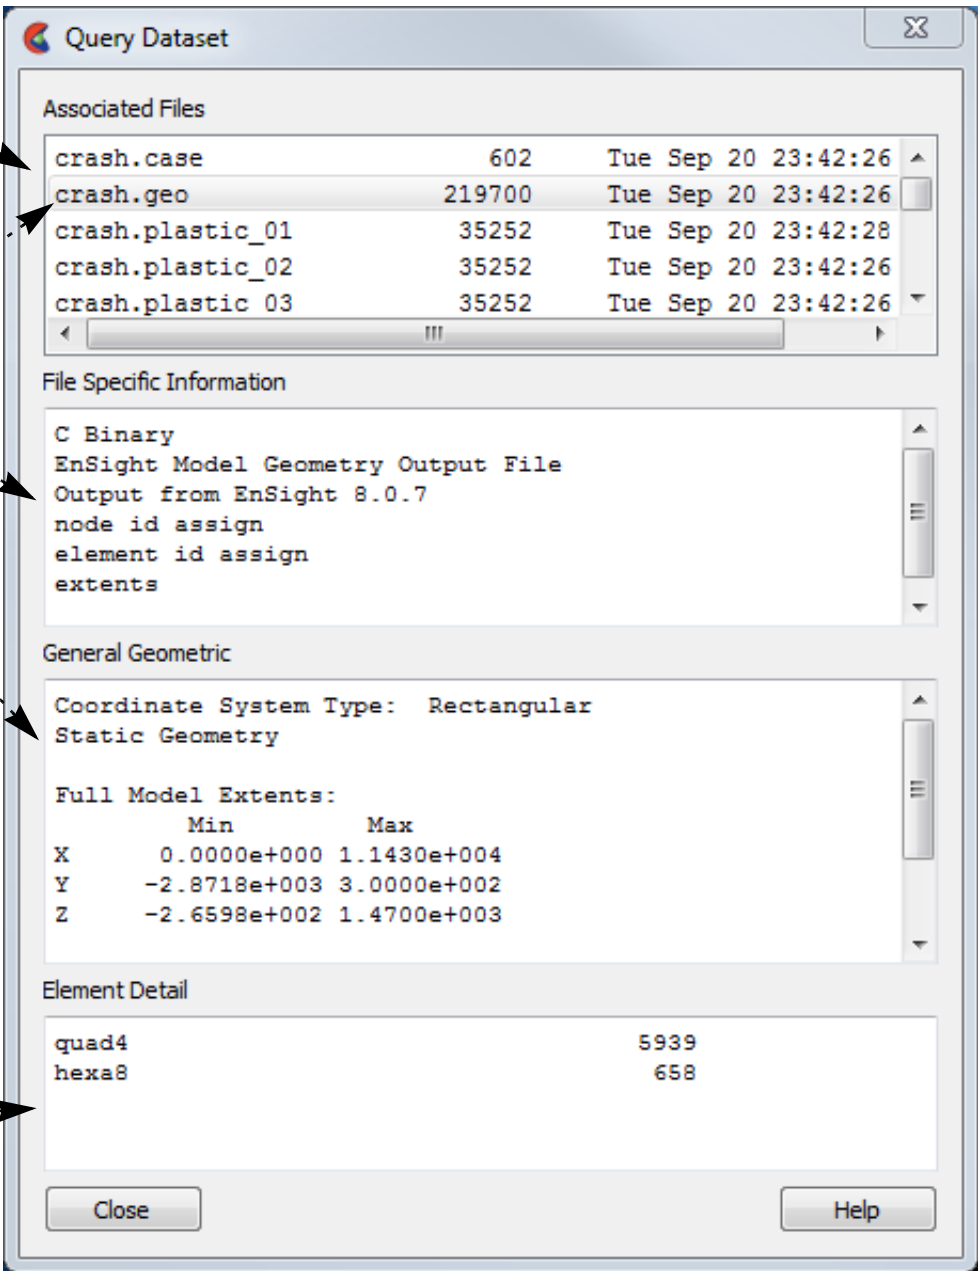 Query Dataset
Associated Files
crash.case 602 Tue Sep 20 23:42:26
crash.geo 219700 Tue Sep 20 23:42:26
crash.plastic_01 35252 Tue Sep 20 23:42:28
crash.plastic_02 35252 Tue Sep 20 23:42:26
crash.plastic 03 35252 Tue Sep 20 23:42:26
File Specific Information
C Binary
EnSight Model Geometry Output File
Output from EnSight 8.0.7
node id assign
element id assign
extents
General Geometric
Coordinate System Type: Rectangular
Static Geometry
Full Model Extents:
Min Max
X 0.0000e+000 1.1430e+004
Y -2.8718e+003 3.0000e+002
Z -2.6598e+002 1.4700e+003
Element Detail
quad4 5939
hexa8 658
Close Help